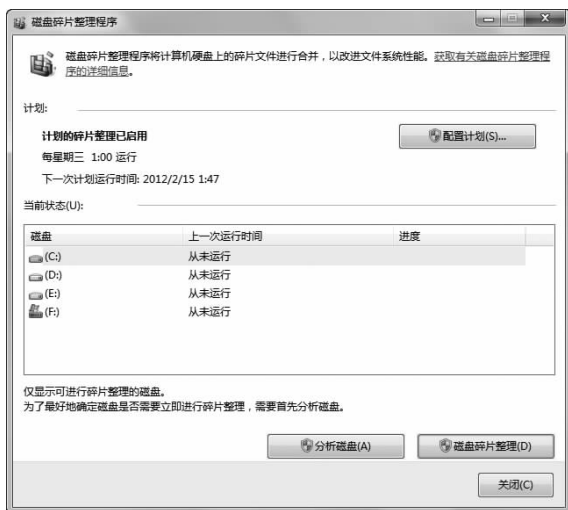 磁盘碎片整理程序
磁盘碎片整理程序将计算机硬盘上的碎片文件进行合并，以改进文件系统性能。获取有关磁盘碎片整理程
序的详细信息。
计划:
计划的碎片整理已启用
配置计划(S)...
每星期三 1:00 运行
下一次计划运行时间: 2012/2/15 1:47
当前状态(U):
磁盘 上一次运行时间 进度
(C:) 从未运行
(D:) 从未运行
(E:) 从未运行
(F:) 从未运行
仅显示可进行碎片整理的磁盘。
为了最好地确定磁盘是否需要立即进行碎片整理，需要首先分析磁盘。
分析磁盘(A) 磁盘碎片整理(D)
关闭(C)